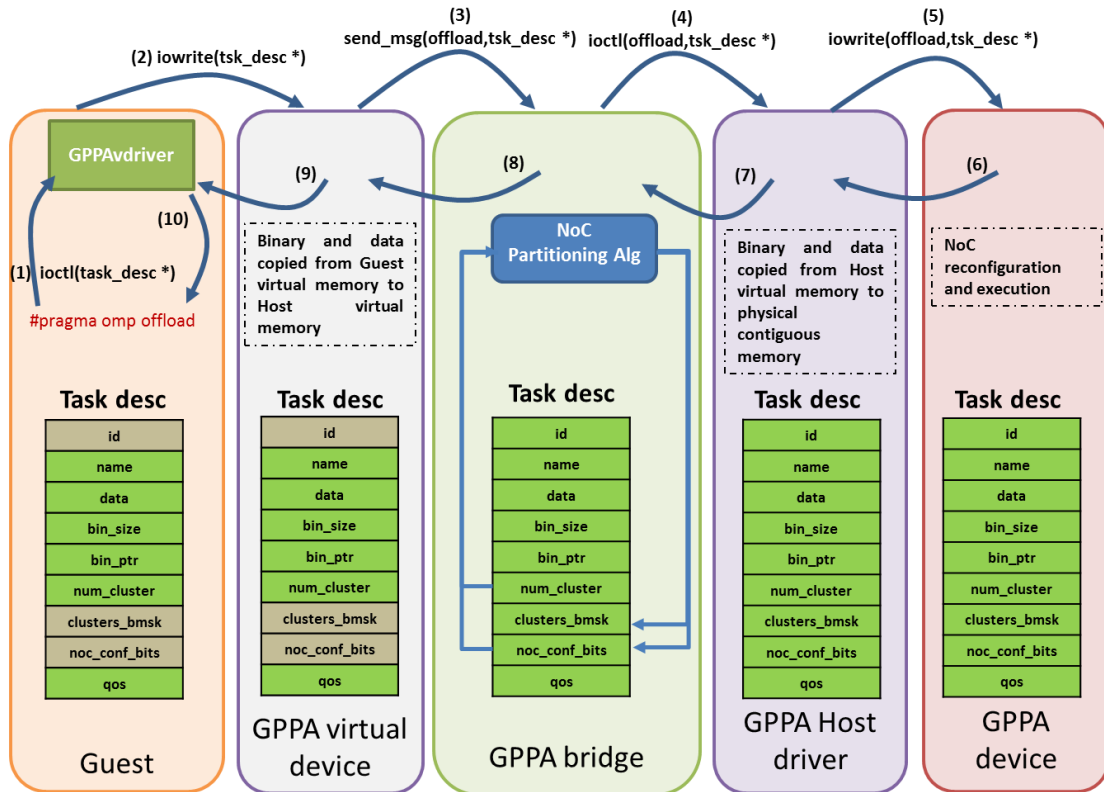 (3)
send_msg(offload,tsk_desc *)
(4)
ioctl(offload,tsk_desc *)
(5)
iowrite(offload,tsk_desc *)
(2) iowrite(tsk_desc *)
GPPAvdriver
(9)
(8)
(7)
(6)
(10)
(1) ioctl(task_desc *)
#pragma omp offload
Binary and data
copied from Guest
virtual memory to
Host virtual
memory
NoC
Partitioning Alg
Binary and data
copied from Host
virtual memory to
physical
contiguous
memory
NoC
reconfiguration
and execution
Task desc
id
name
data
bin_size
bin_ptr
num_cluster
clusters_bmsk
noc_conf_bits
qos
Guest
Task desc
id
name
data
bin_size
bin_ptr
num_cluster
clusters_bmsk
noc_conf_bits
qos
GPPA virtual
device
Task desc
id
name
data
bin_size
bin_ptr
num_cluster
clusters_bmsk
noc_conf_bits
qos
GPPA bridge
Task desc
id
name
data
bin_size
bin_ptr
num_cluster
clusters_bmsk
noc_conf_bits
qos
GPPA Host
driver
Task desc
id
name
data
bin_size
bin_ptr
num_cluster
clusters_bmsk
noc_conf_bits
qos
GPPA
device